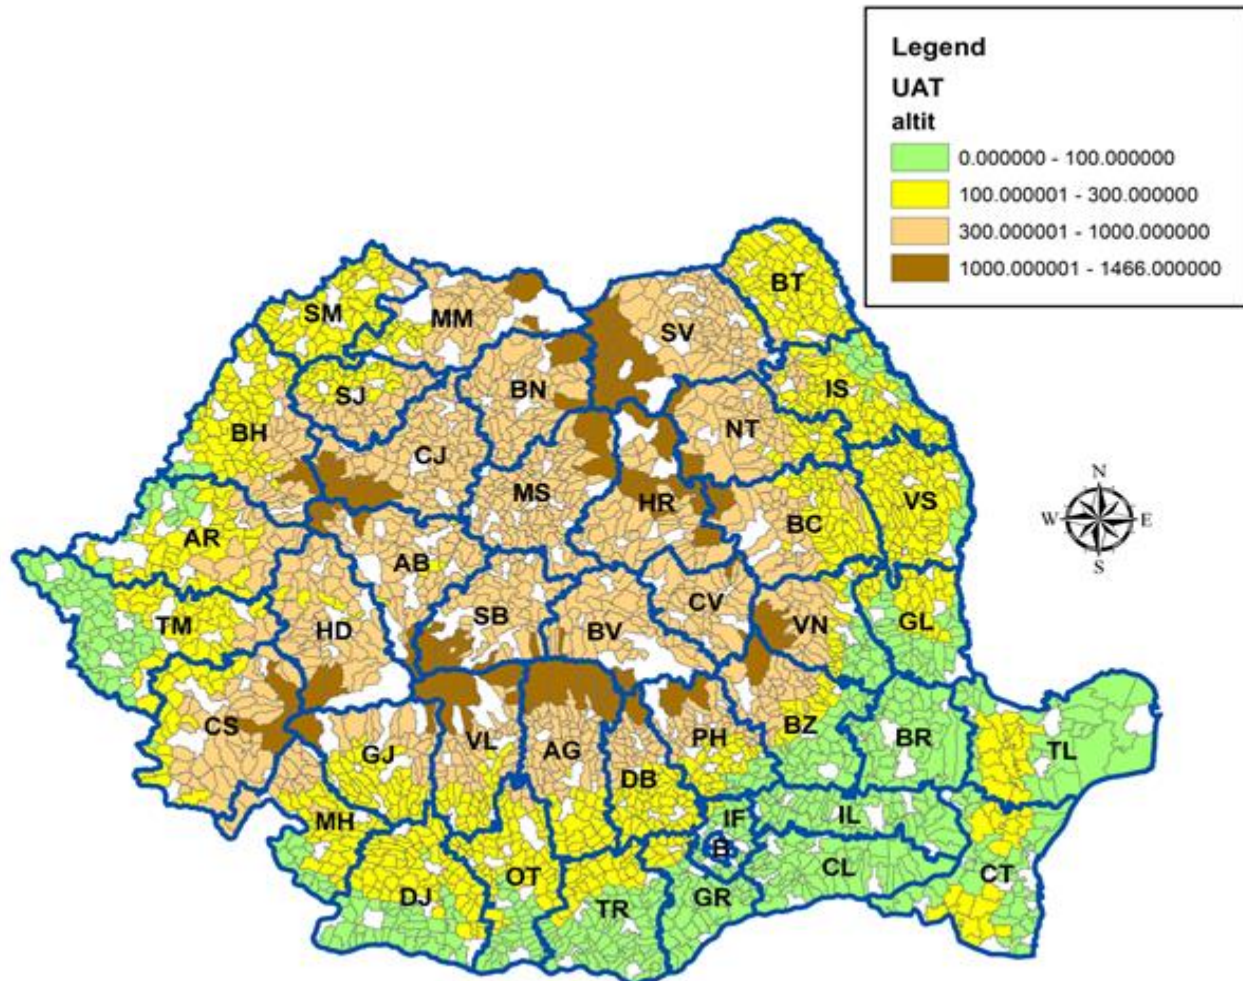 Legend
UAT
altit
0.000000 - 100.000000
100.000001 - 300.000000
300.000001 - 1000.000000
1000.000001 - 1466.000000
BT
SM
MM
SV
SJ
BN
IS
BH
CJ
NT
MS
HR
VS
AR
BC
AB
TM
HD
SB
BV
CV
VN
GL
CS
GJ
VL
AG
PH
BZ
BR
TL
DB
MH
IF
IL
B
CL
CT
DJ
OT
TR
GR
N
W
E
S